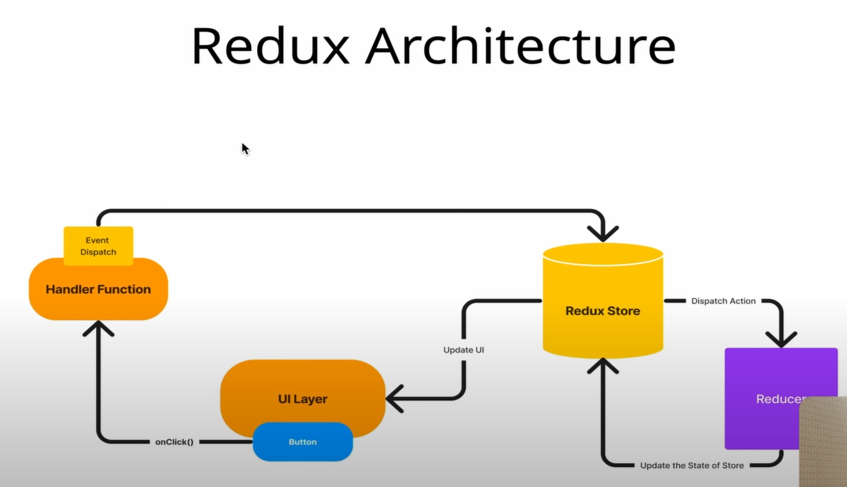 Redux Architecture
Event
Dispatch
Handler Function
Redux Store
Dispatch Action
Update UI
UI Layer
Reducer
onClick()
Button
Update the State of Store